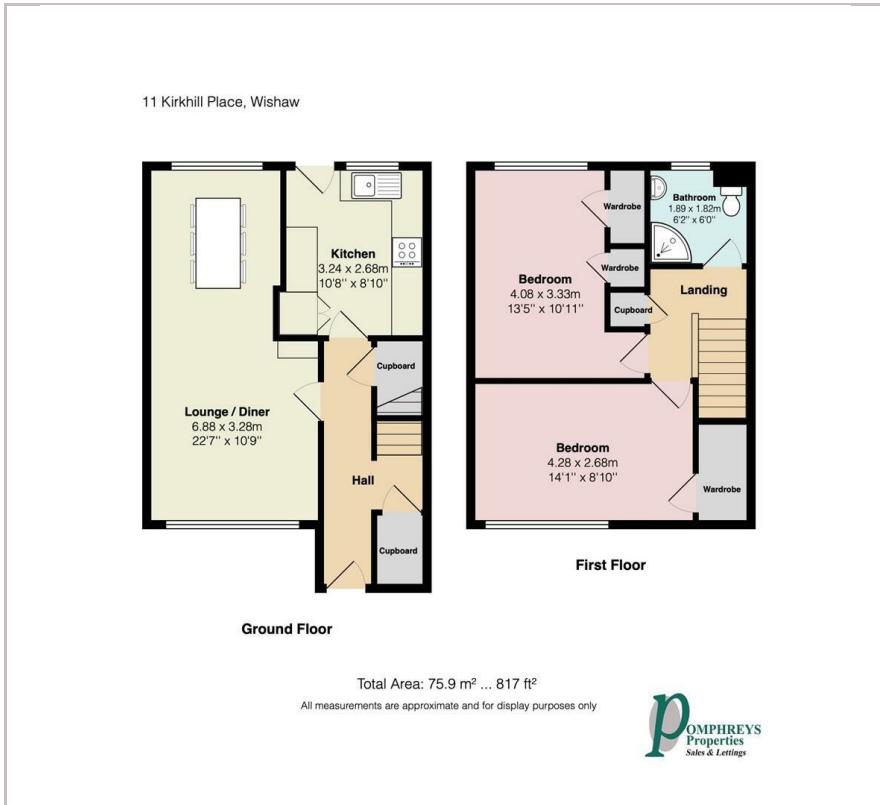 11 Kirkhill Place, Wishaw
Kitchen
3.24 x 2.68m
10'8'' x 8'10''
Cupboard
Lounge / Diner
6.88 x 3.28m
22'7'' x 10'9''
Hall
Cupboard
Ground Floor
Wardrobe
Bathroom
1.89 x 1.82m
6'2'' x 6'0''
Wardrobe
Bedroom
4.08 x 3.33m
13'5'' x 10'11''
Landing
Cupboard
Bedroom
4.28 x 2.68m
14'1'' x 8'10''
Wardrobe
First Floor
Total Area: 75.9 m² ... 817 ft²
All measurements are approximate and for display purposes only
POMPHREYS
Properties
Sales & Lettings